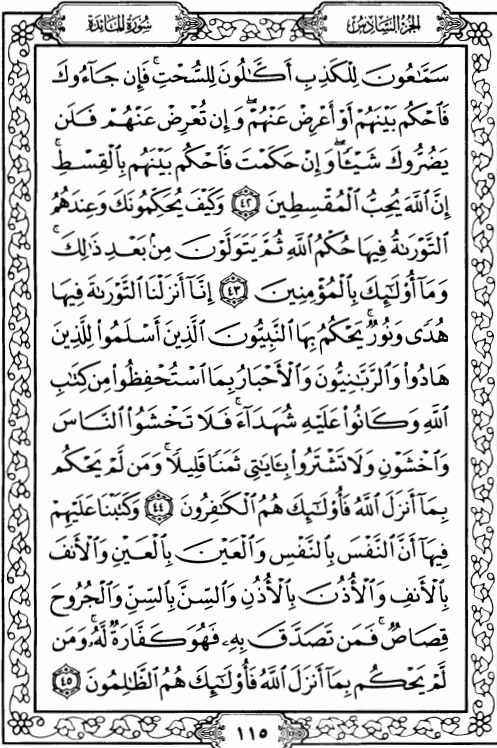 الجزء السادس
سورة المائدة
سَمَّٰعُونَ لِلْكَذِبِ أَكَّٰلُونَ لِلسُّحْتِ ۚ فَإِن جَآءُوكَ
فَٱحْكُم بَيْنَهُمْ أَوْ أَعْرِضْ عَنْهُمْ ۖ وَإِن تُعْرِضْ عَنْهُمْ فَلَن
يَضُرُّوكَ شَيْـًٔا ۖ وَإِنْ حَكَمْتَ فَٱحْكُم بَيْنَهُم بِٱلْقِسْطِ ۚ
إِنَّ ٱللَّهَ يُحِبُّ ٱلْمُقْسِطِينَ ٤٢ وَكَيْفَ يُحَكِّمُونَكَ وَعِندَهُمُ
ٱلتَّوْرَىٰةُ فِيهَا حُكْمُ ٱللَّهِ ثُمَّ يَتَوَلَّوْنَ مِنۢ بَعْدِ ذَٰلِكَ ۚ
وَمَآ أُو۟لَٰٓئِكَ بِٱلْمُؤْمِنِينَ ٤٣ إِنَّآ أَنزَلْنَا ٱلتَّوْرَىٰةَ فِيهَا
هُدًى وَنُورٌ ۚ يَحْكُمُ بِهَا ٱلنَّبِيُّونَ ٱلَّذِينَ أَسْلَمُوا۟ لِلَّذِينَ
هَادُوا۟ وَٱلرَّبَّٰنِيُّونَ وَٱلْأَحْبَارُ بِمَا ٱسْتُحْفِظُوا۟ مِن كِتَٰبِ
ٱللَّهِ وَكَانُوا۟ عَلَيْهِ شُهَدَآءَ ۚ فَلَا تَخْشَوُا۟ ٱلنَّاسَ
وَٱخْشَوْنِ وَلَا تَشْتَرُوا۟ بِـَٔايَٰتِى ثَمَنًا قَلِيلًا ۚ وَمَن لَّمْ يَحْكُم
بِمَآ أَنزَلَ ٱللَّهُ فَأُو۟لَٰٓئِكَ هُمُ ٱلْكَٰفِرُونَ ٤٤ وَكَتَبْنَا عَلَيْهِمْ
فِيهَآ أَنَّ ٱلنَّفْسَ بِٱلنَّفْسِ وَٱلْعَيْنَ بِٱلْعَيْنِ وَٱلْأَنفَ
بِٱلْأَنفِ وَٱلْأُذُنَ بِٱلْأُذُنِ وَٱلسِّنَّ بِٱلسِّنِّ وَٱلْجُرُوحَ
قِصَاصٌ ۚ فَمَن تَصَدَّقَ بِهِۦ فَهُوَ كَفَّارَةٌ لَّهُۥ ۚ وَمَن
لَّمْ يَحْكُم بِمَآ أَنزَلَ ٱللَّهُ فَأُو۟لَٰٓئِكَ هُمُ ٱلظَّٰلِمُونَ ٤٥
١١٥